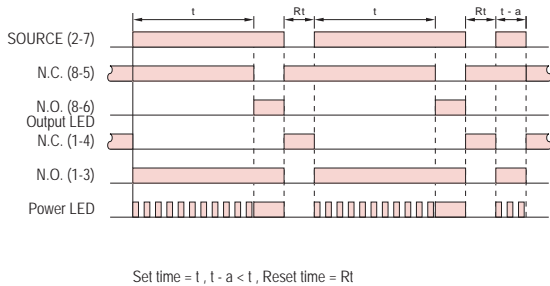 t Rt t Rt t - a
SOURCE (2-7)
N.C. (8-5)
N.O. (8-6)
Output LED
N.C. (1-4)
N.O. (1-3)
Power LED
Set time = t , t - a < t , Reset time = Rt